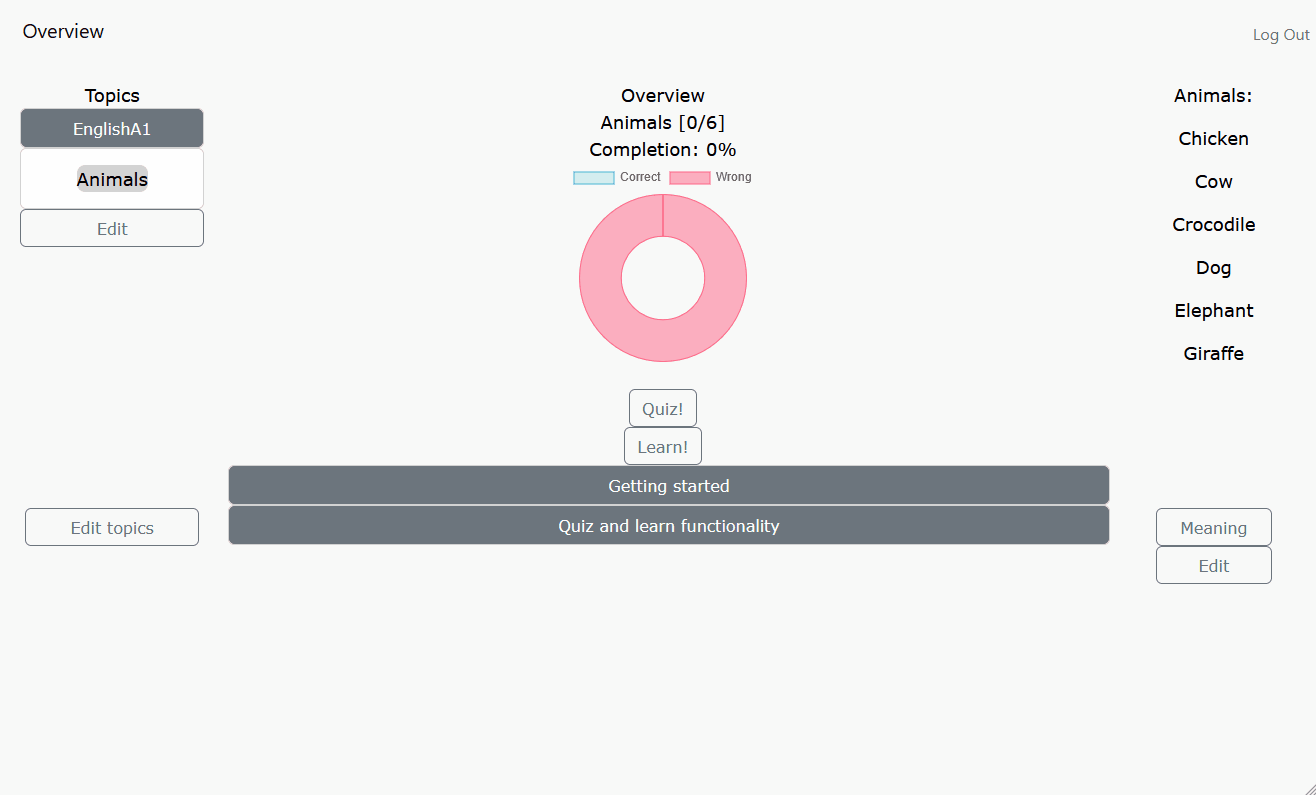 Overview
Log Out
Topics
EnglishA1
Animals
Edit
Edit topics
Overview
Animals [0/6]
Completion: 0%
Correct
Wrong
Quiz!
Learn!
Getting started
Quiz and learn functionality
Animals:
Chicken
Cow
Crocodile
Dog
Elephant
Giraffe
Meaning
Edit